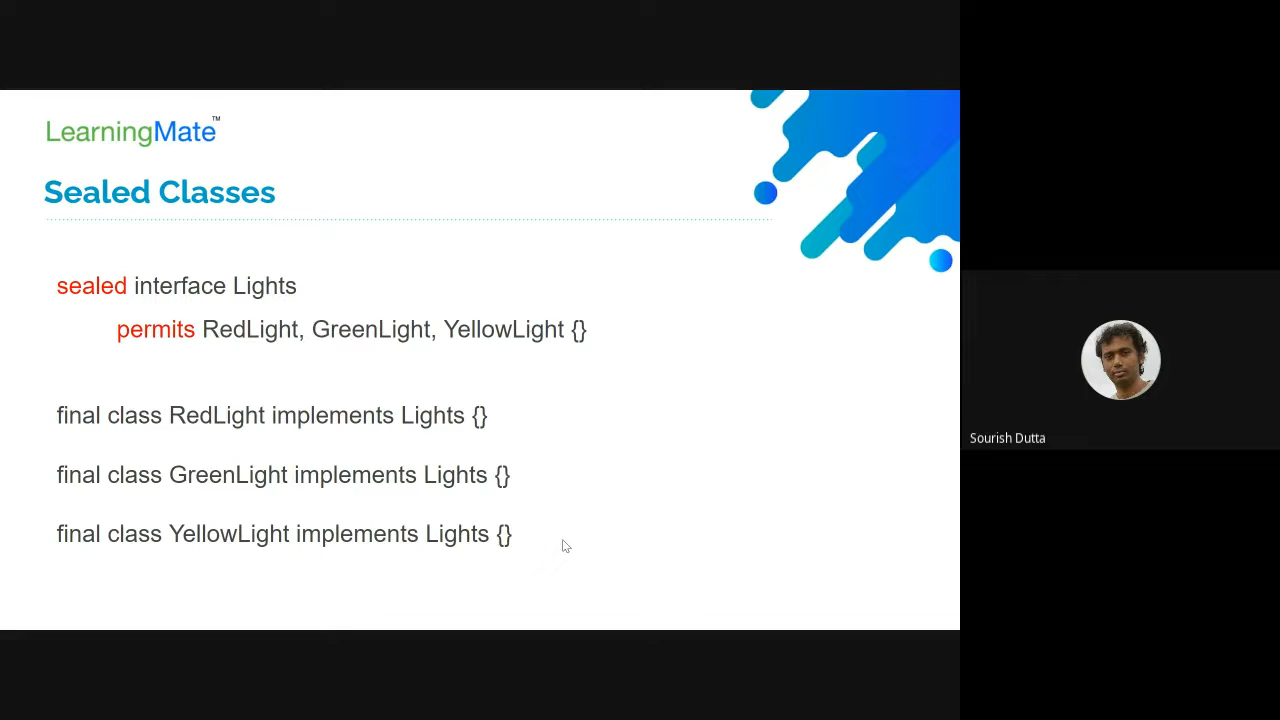 LearningMate™
Sealed Classes
sealed interface Lights
permits RedLight, GreenLight, YellowLight {}
final class RedLight implements Lights {}
final class GreenLight implements Lights {}
final class YellowLight implements Lights {}
Sourish Dutta